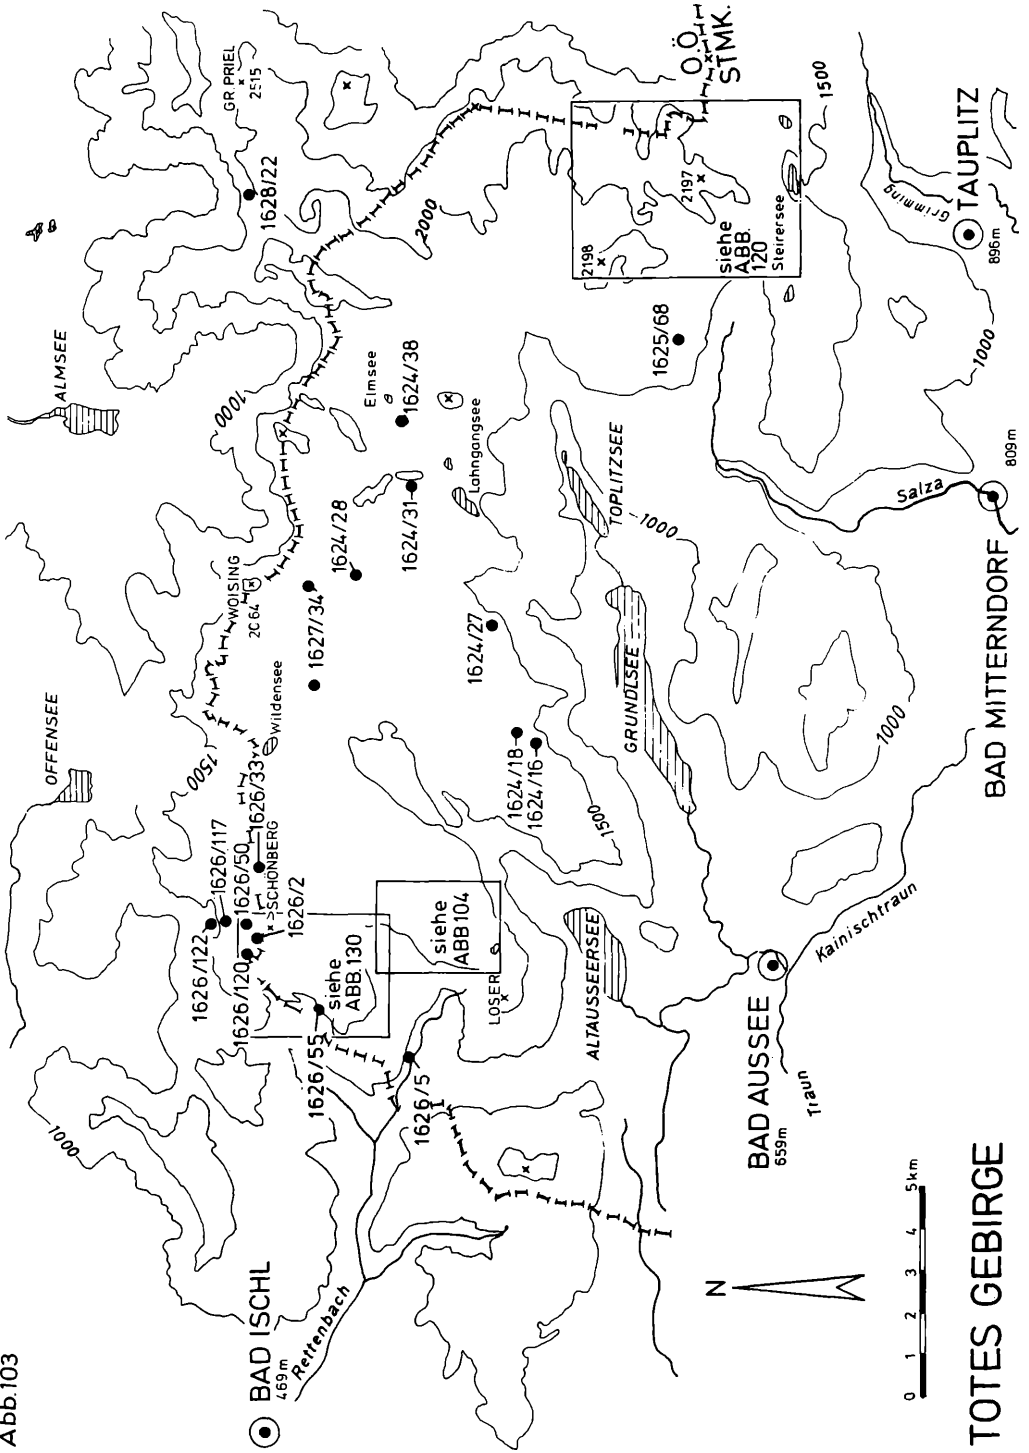 Abb.103
TOTES GEBIRGE
0 1 2 3 4 5km
N
BAD ISCHL
469m
Rettenbach
1000
OFFENSEE
ALMSEE
GR. PRIEL
2515
1628/22
1000
WOISING
2064
1500
Wildensee
1626/33
1626/117
1626/50
SCHÖNBERG
1626/2
1626/122
1626/120
1626/55
siehe
ABB.130
siehe
ABB104
LOSER
1626/5
1627/34
1624/28
1624/31
1624/38
Elmsee
Lahngangsee
2000
1624/27
1624/18
1624/16
1500
ALTAUSSEERSEE
GRUNDLSEE
TOPLITZSEE
1000
1625/68
2198
2197
siehe
ABB.
120
Steirersee
O.Ö.
STMK.
1500
Grimming
TAUPLITZ
896m
1000
Salza
809m
BAD MITTERNDORF
1000
Kainischtraun
BAD AUSSEE
659m
Traun